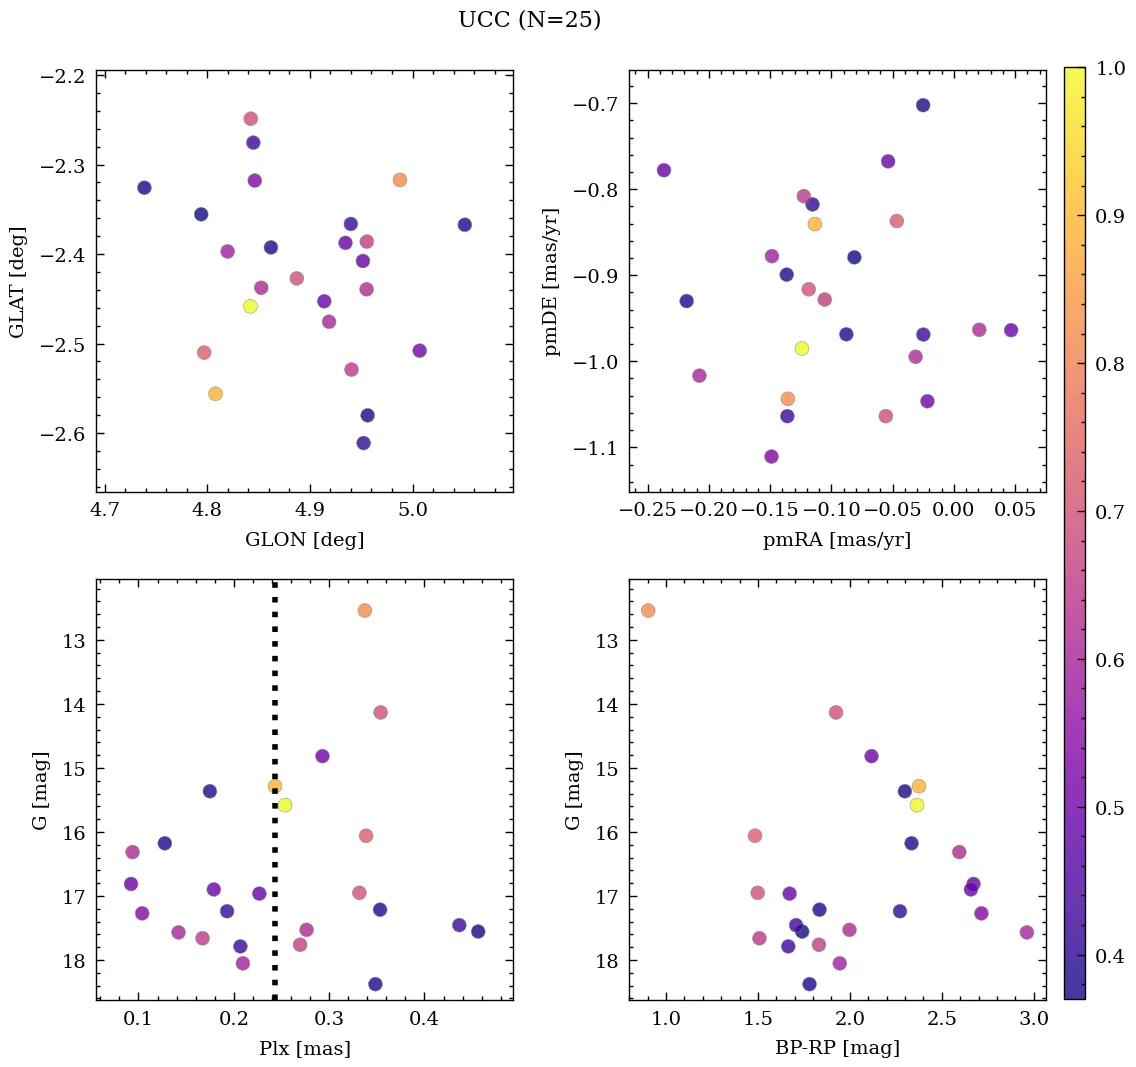 UCC (N=25)
−2.2
−2.3
−2.4
−2.5
−2.6
GLAT [deg]
4.7 4.8 4.9 5.0
GLON [deg]
−0.7
−0.8
−0.9
−1.0
−1.1
pmDE [mas/yr]
−0.25 −0.20 −0.15 −0.10 −0.05 0.00 0.05
pmRA [mas/yr]
13
14
15
16
17
18
G [mag]
0.1 0.2 0.3 0.4
Plx [mas]
13
14
15
16
17
18
G [mag]
1.0 1.5 2.0 2.5 3.0
BP-RP [mag]
1.0
0.9
0.8
0.7
0.6
0.5
0.4